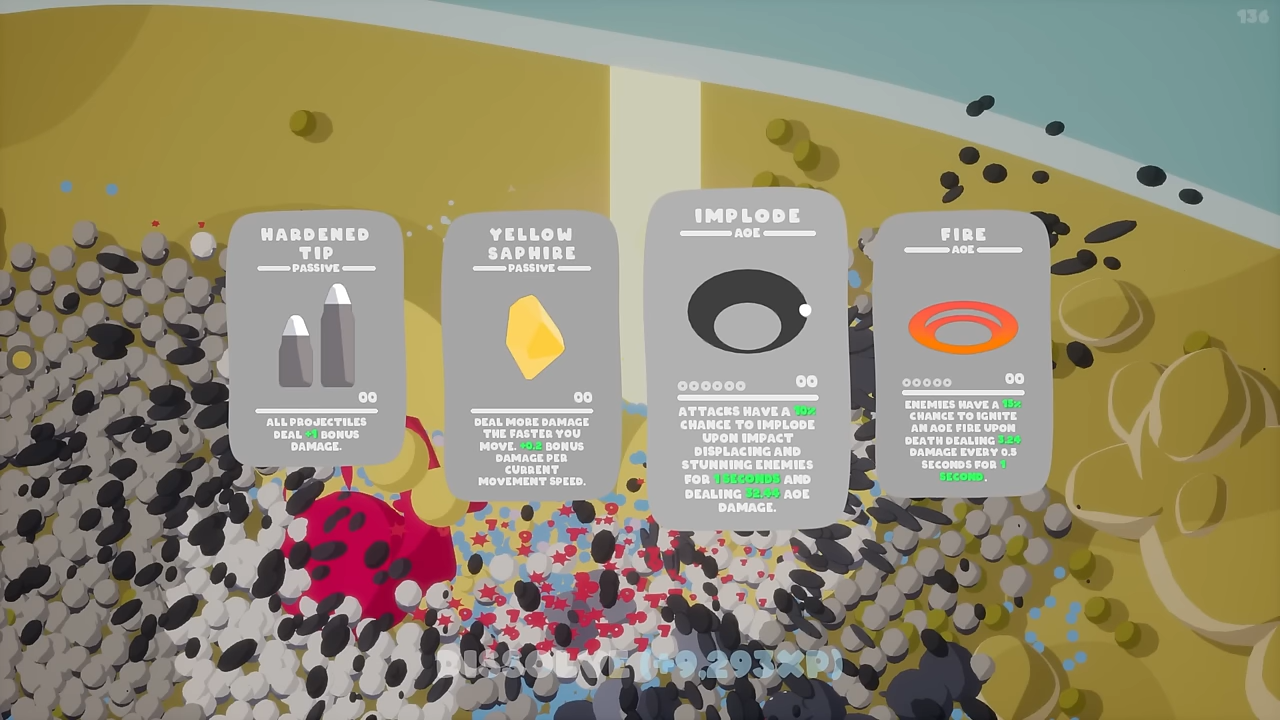 136
HARDENED
TIP
PASSIVE
00
ALL PROJECTILES
DEAL +1 BONUS
DAMAGE.
YELLOW
SAPHIRE
PASSIVE
00
DEAL MORE DAMAGE
THE FASTER YOU
MOVE. +0.2 BONUS
DAMAGE PER
CURRENT
MOVEMENT SPEED.
IMPLODE
AOE
00
ATTACKS HAVE A 10%
CHANCE TO IMPLODE
UPON IMPACT
DISPLACING AND
STUNNING ENEMIES
FOR 1 SECONDS AND
DEALING 32.44 AOE
DAMAGE.
FIRE
AOE
00
ENEMIES HAVE A 15%
CHANCE TO IGNITE
AN AOE FIRE UPON
DEATH DEALING 3.24
DAMAGE EVERY 0.5
SECONDS FOR 1
SECOND.
DISSOLVE (+9,293XP)